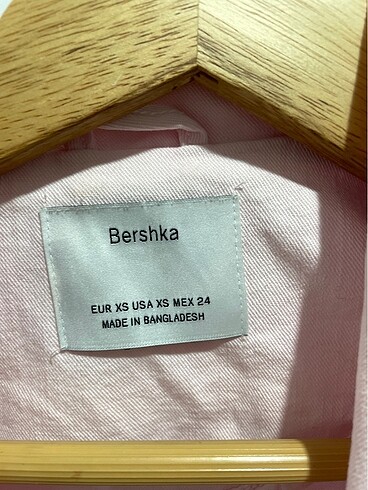 Bershka
EUR XS USA XS MEX 24
MADE IN BANGLADESH